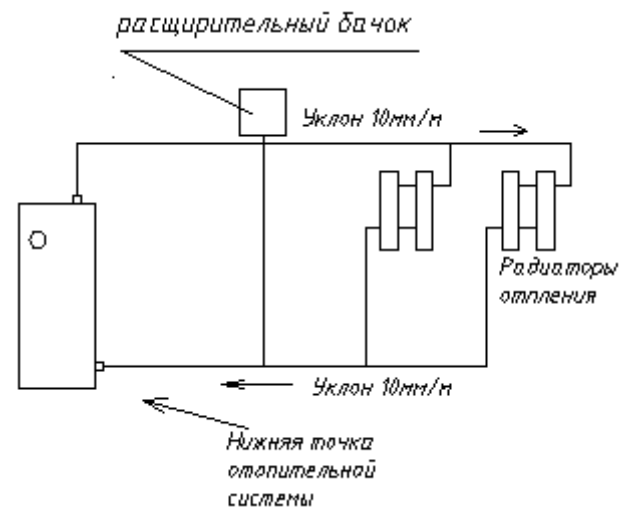 расщирительный бачок
Уклон 10мм/м
Радиаторы
отпления
Уклон 10мм/м
Нижняя точка
отопительной
системы